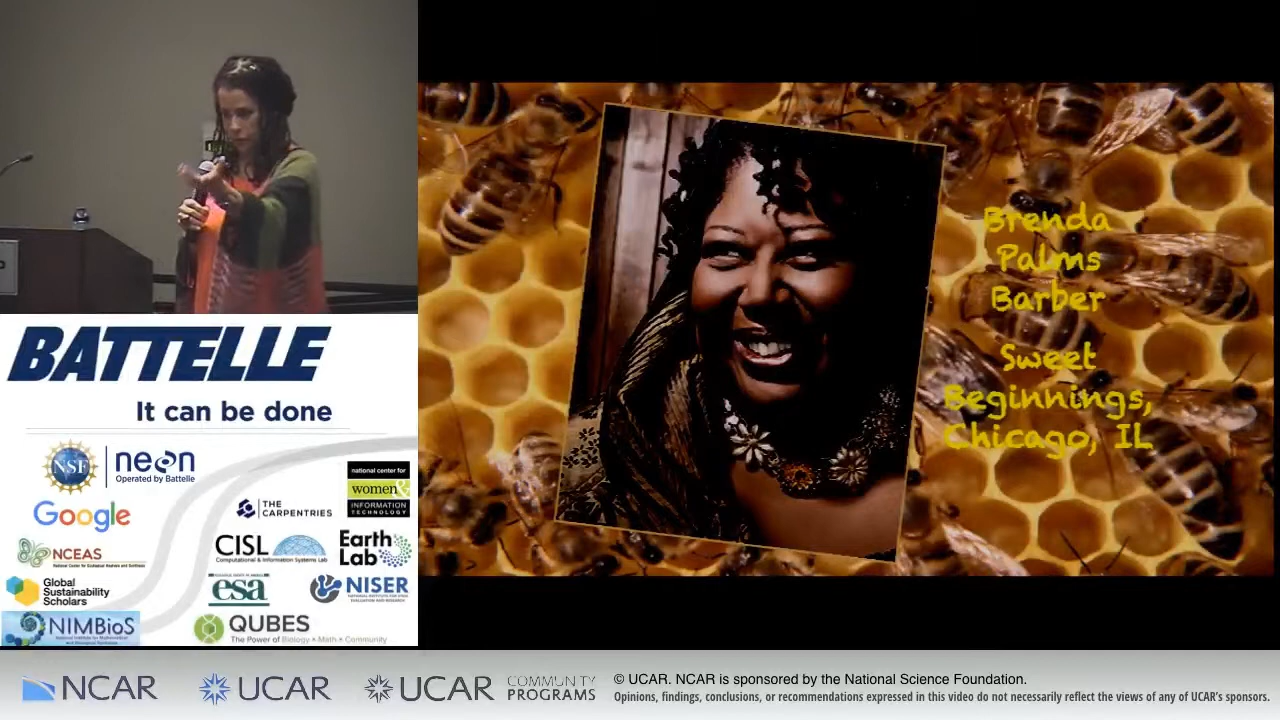 Brenda
Palms
Barber
Sweet
Beginnings,
Chicago, IL
BATTELLE
It can be done
NSF
neon
Operated by Battelle
national center for
women&
INFORMATION
TECHNOLOGY
Google
THE
CARPENTRIES
NCEAS
CISL
Computational & Information Systems Lab
Earth
Lab
Global
Sustainability
Scholars
esa
NISER
NIMBioS
QUBES
The Power of Biology + Math + Community
NCAR
UCAR
UCAR
COMMUNITY
PROGRAMS
© UCAR. NCAR is sponsored by the National Science Foundation.
Opinions, findings, conclusions, or recommendations expressed in this video do not necessarily reflect the views of any of UCAR's sponsors.